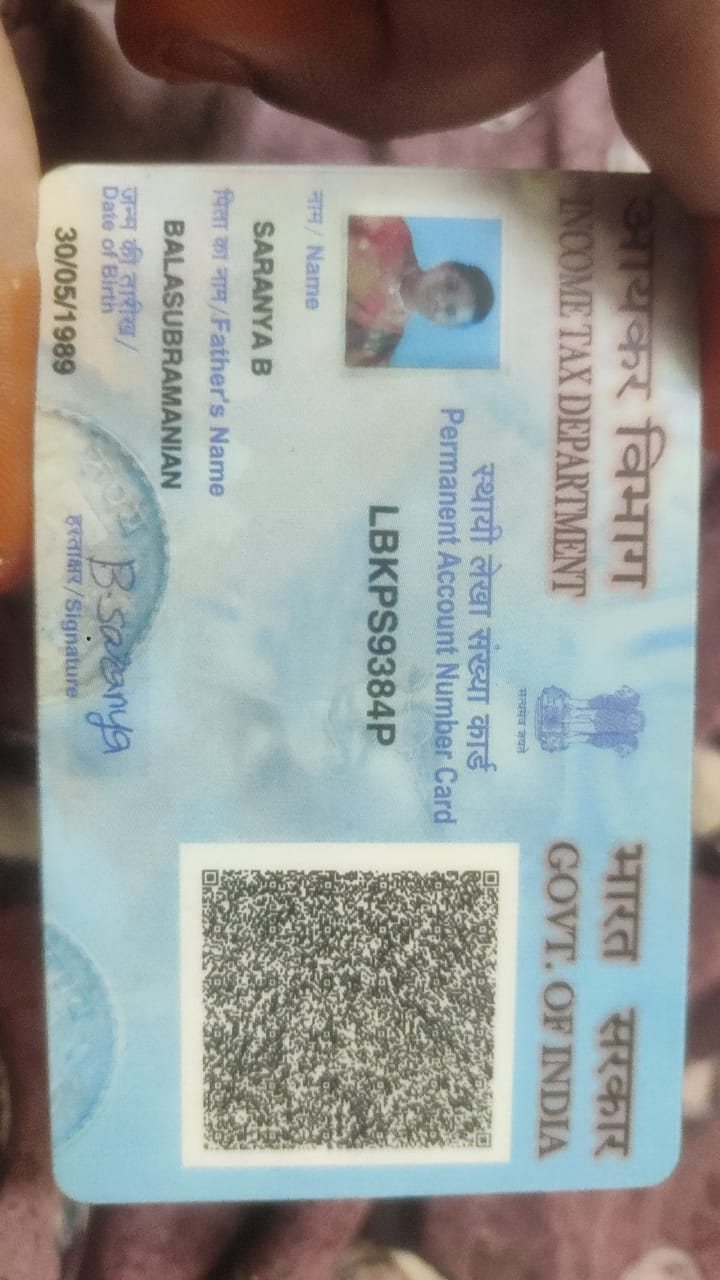 आयकर विभाग
INCOME TAX DEPARTMENT
भारत सरकार
GOVT. OF INDIA
सत्यमेव जयते
स्थायी लेखा संख्या कार्ड
Permanent Account Number Card
LBKPS9384P
नाम / Name
SARANYA B
पिता का नाम / Father's Name
BALASUBRAMANIAN
जन्म की तारीख /
Date of Birth
30/05/1989
B.Saranya
हस्ताक्षर / Signature